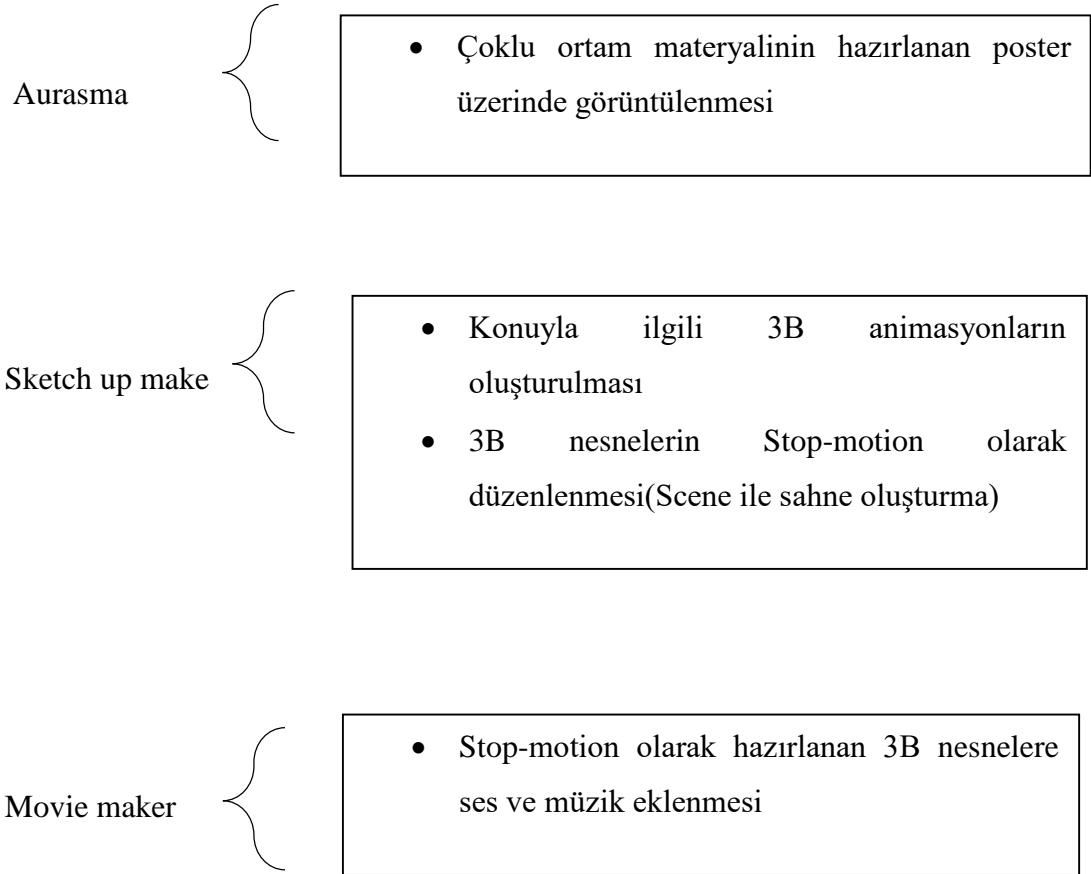 Aurasma
• Çoklu ortam materyalinin hazırlanan poster
üzerinde görüntülenmesi
Sketch up make
• Konuyla ilgili 3B animasyonların
oluşturulması
• 3B nesnelerin Stop-motion olarak
düzenlenmesi(Scene ile sahne oluşturma)
Movie maker
• Stop-motion olarak hazırlanan 3B nesnelere
ses ve müzik eklenmesi